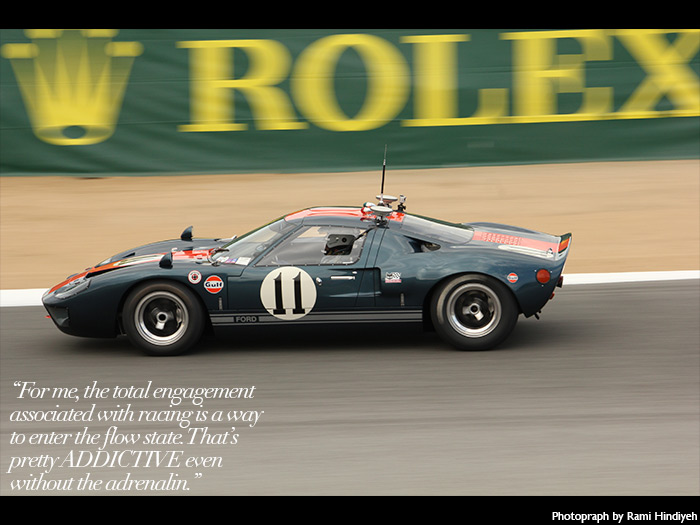 ROLEX
Gulf
11
FORD
“For me, the total engagement
associated with racing is a way
to enter the flow state. That’s
pretty ADDICTIVE even
without the adrenalin.”
Photograph by Rami Hindiyeh